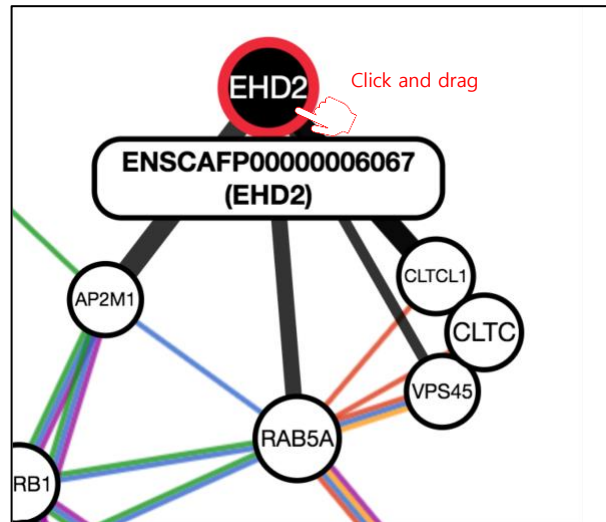 EHD2
Click and drag
ENSCAFP00000006067
(EHD2)
CLTCL1
AP2M1
CLTC
VPS45
RAB5A
RB1